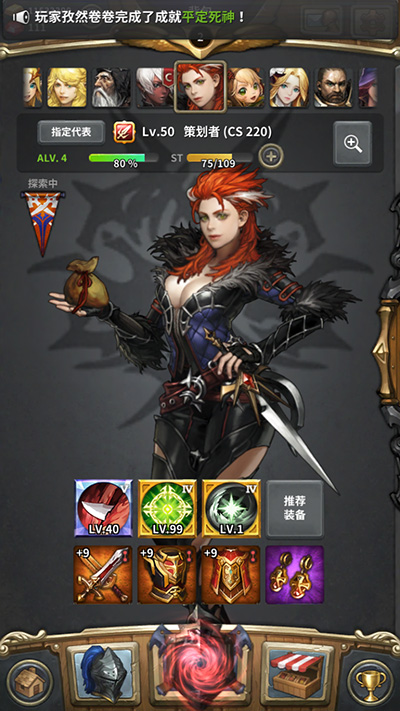 玩家孜然卷卷完成了成就平定死神！
指定代表
Lv.50 策划者 (CS 220)
ALV. 4
80 %
ST
75/109
探索中
V
LV.40
IV
LV.99
IV
LV.1
推荐
装备
+9
+9
+9